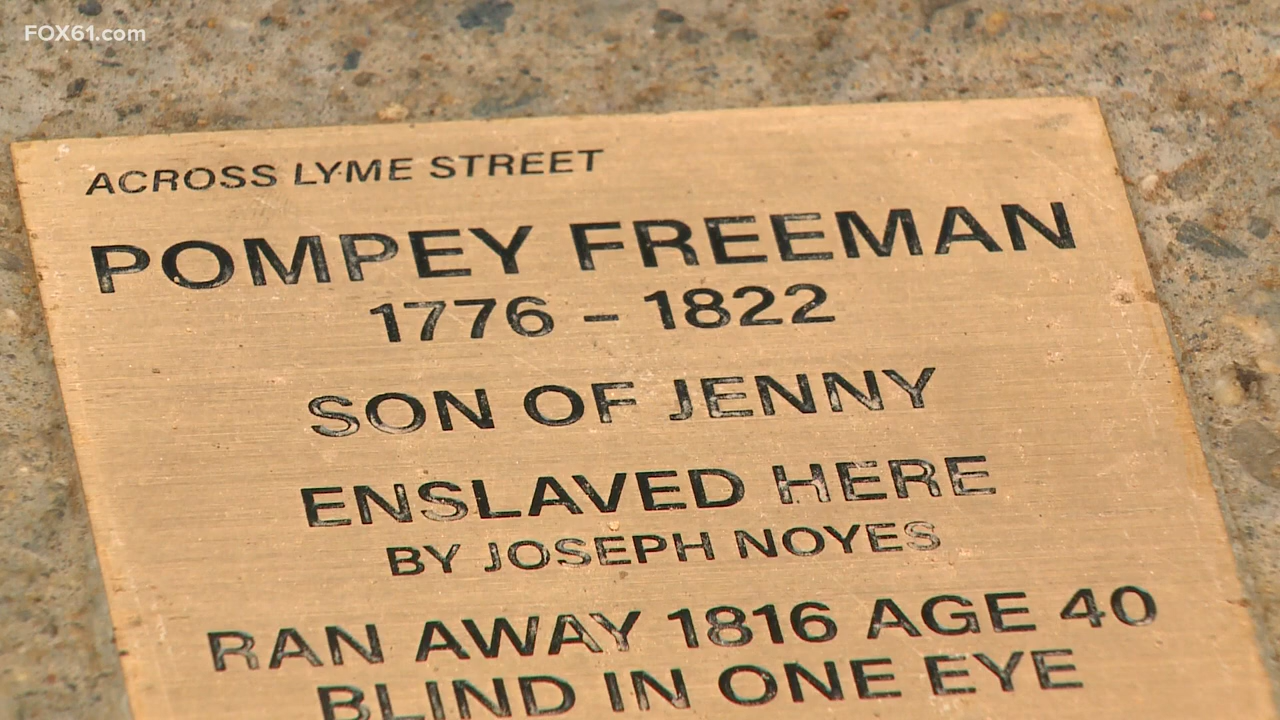 FOX61.com
ACROSS LYME STREET
POMPEY FREEMAN
1776 – 1822
SON OF JENNY
ENSLAVED HERE
BY JOSEPH NOYES
RAN AWAY 1816 AGE 40
BLIND IN ONE EYE